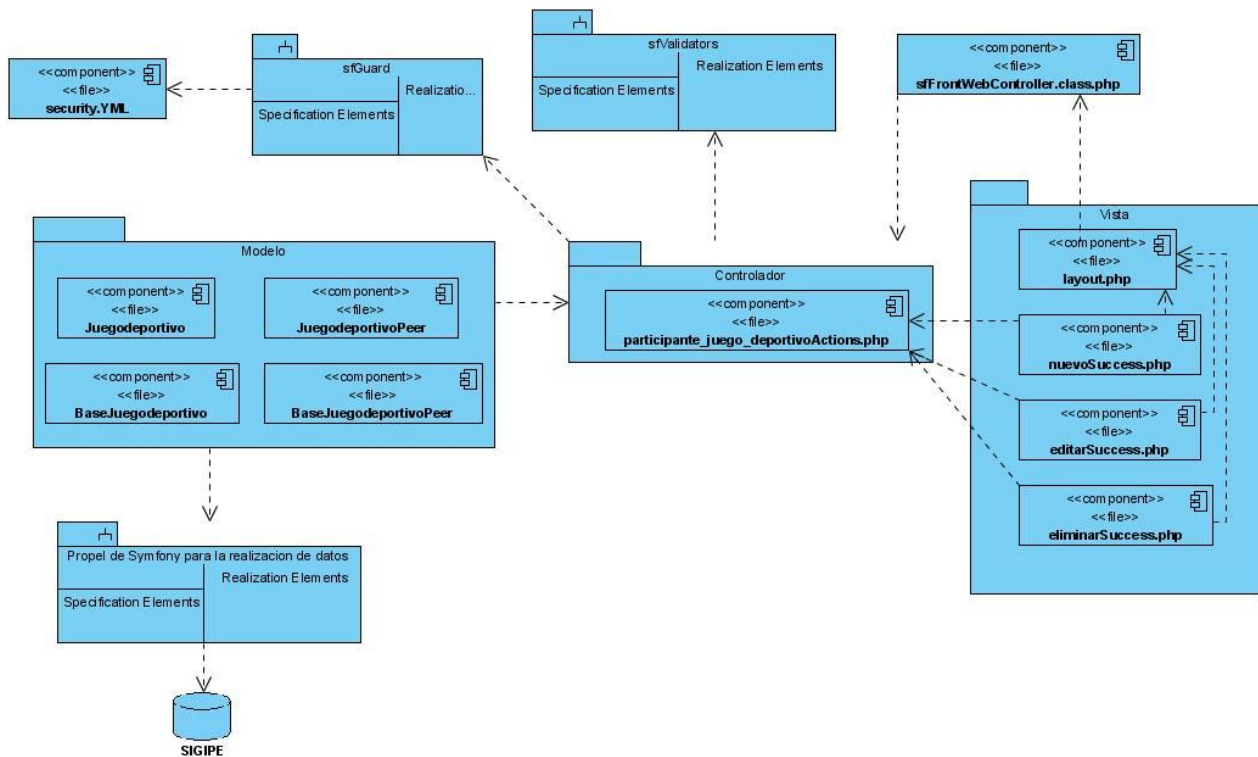 <<component>>
<<file>>
security.YML
sfGuard
Realizatio...
Specification Elements
sfValidators
Realization Elements
Specification Elements
<<component>>
<<file>>
sfFrontWebController.class.php
Modelo
<<component>>
<<file>>
Juegodeportivo
<<component>>
<<file>>
JuegodeportivoPeer
<<component>>
<<file>>
BaseJuegodeportivo
<<component>>
<<file>>
BaseJuegodeportivoPeer
Controlador
<<component>>
<<file>>
participante_juego_deportivoActions.php
Vista
<<component>>
<<file>>
layout.php
<<component>>
<<file>>
nuevoSuccess.php
<<component>>
<<file>>
editarSuccess.php
<<component>>
<<file>>
eliminarSuccess.php
Propel de Symfony para la realizacion de datos
Realization Elements
Specification Elements
SIGIPE